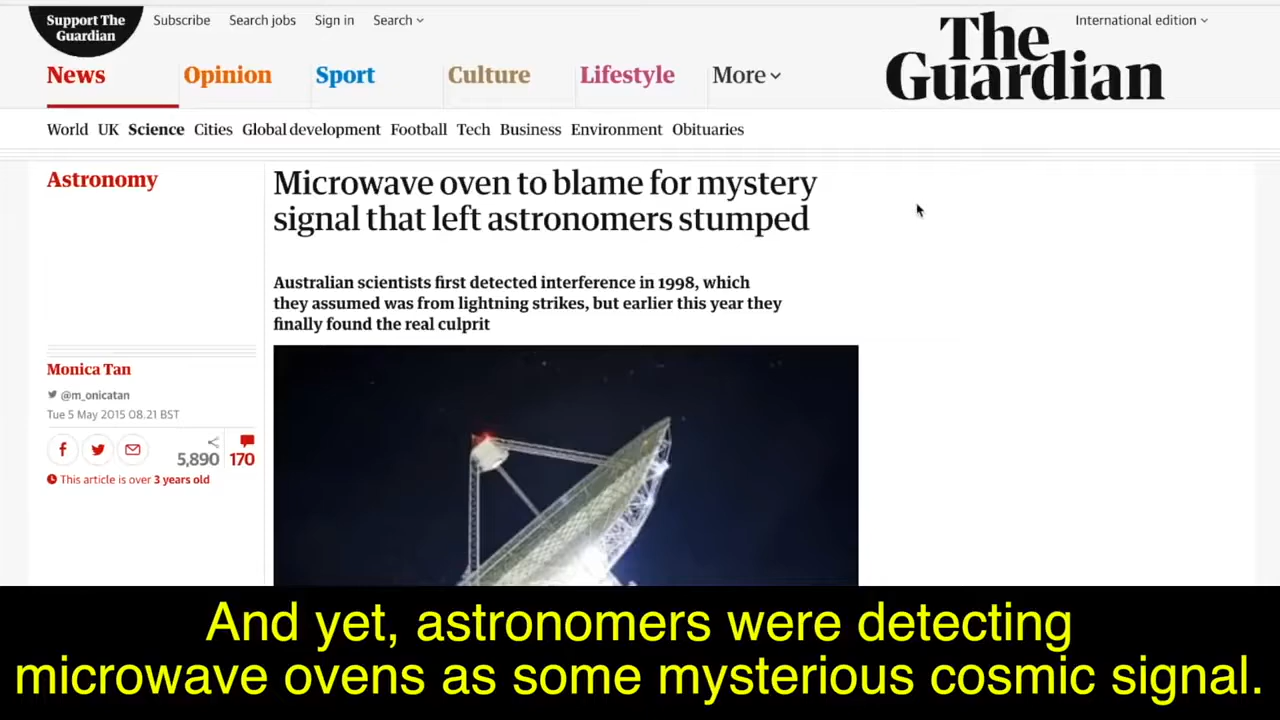 Support The
Guardian
Subscribe
Search jobs
Sign in
Search
International edition
The
Guardian
News
Opinion
Sport
Culture
Lifestyle
More
World
UK
Science
Cities
Global development
Football
Tech
Business
Environment
Obituaries
Astronomy
Microwave oven to blame for mystery
signal that left astronomers stumped
Australian scientists first detected interference in 1998, which
they assumed was from lightning strikes, but earlier this year they
finally found the real culprit
Monica Tan
@m_onicatan
Tue 5 May 2015 08.21 BST
5,890
170
This article is over 3 years old
And yet, astronomers were detecting
microwave ovens as some mysterious cosmic signal.